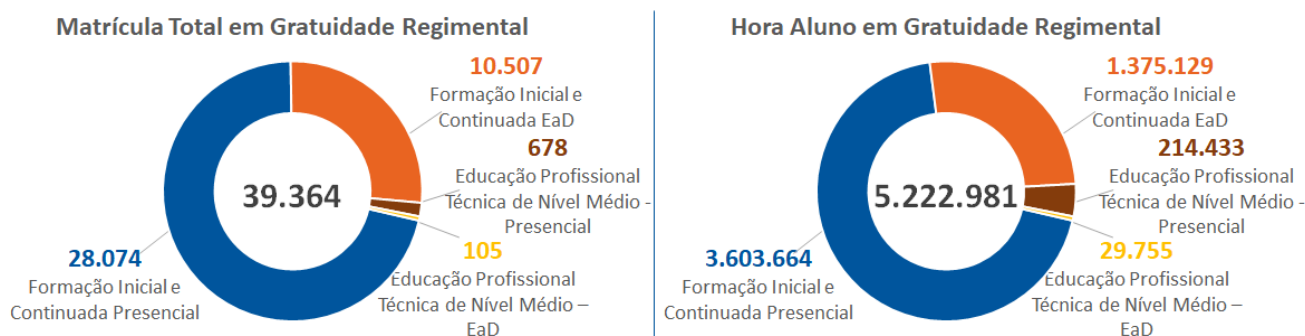 Matrícula Total em Gratuidade Regimental
10.507
Formação Inicial e
Continuada EaD
678
Educação Profissional
Técnica de Nível Médio -
Presencial
39.364
28.074
Formação Inicial e
Continuada Presencial
105
Educação Profissional
Técnica de Nível Médio –
EaD
Hora Aluno em Gratuidade Regimental
1.375.129
Formação Inicial e
Continuada EaD
214.433
Educação Profissional
Técnica de Nível Médio -
Presencial
5.222.981
3.603.664
Formação Inicial e
Continuada Presencial
29.755
Educação Profissional
Técnica de Nível Médio –
EaD